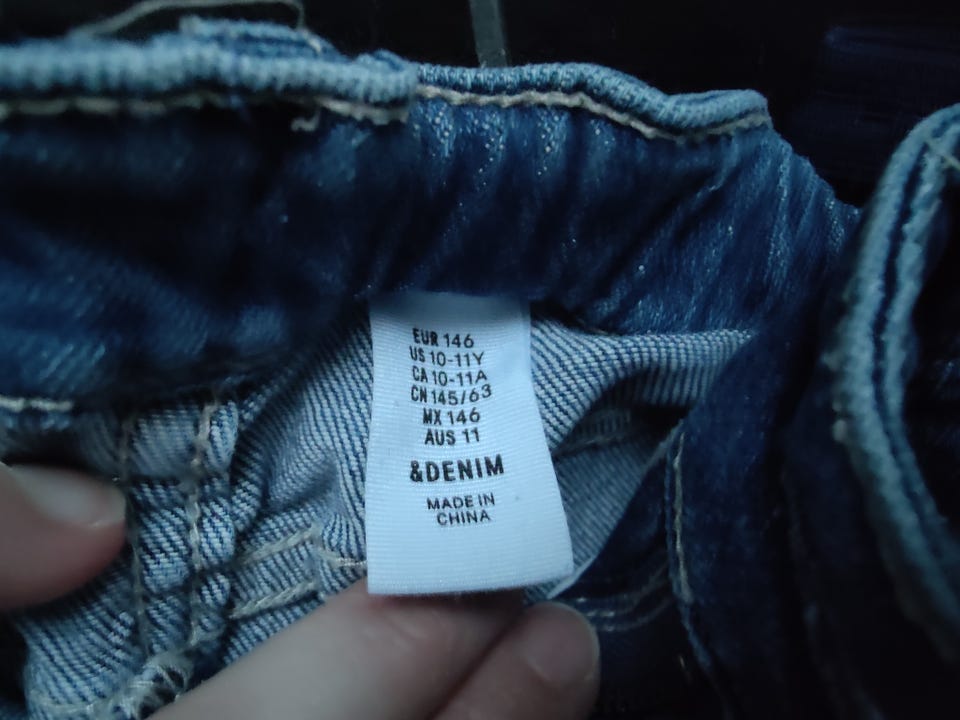 EUR 146
US 10-11Y
CA 10-11A
CN 145/63
MX 146
AUS 11
&DENIM
MADE IN
CHINA